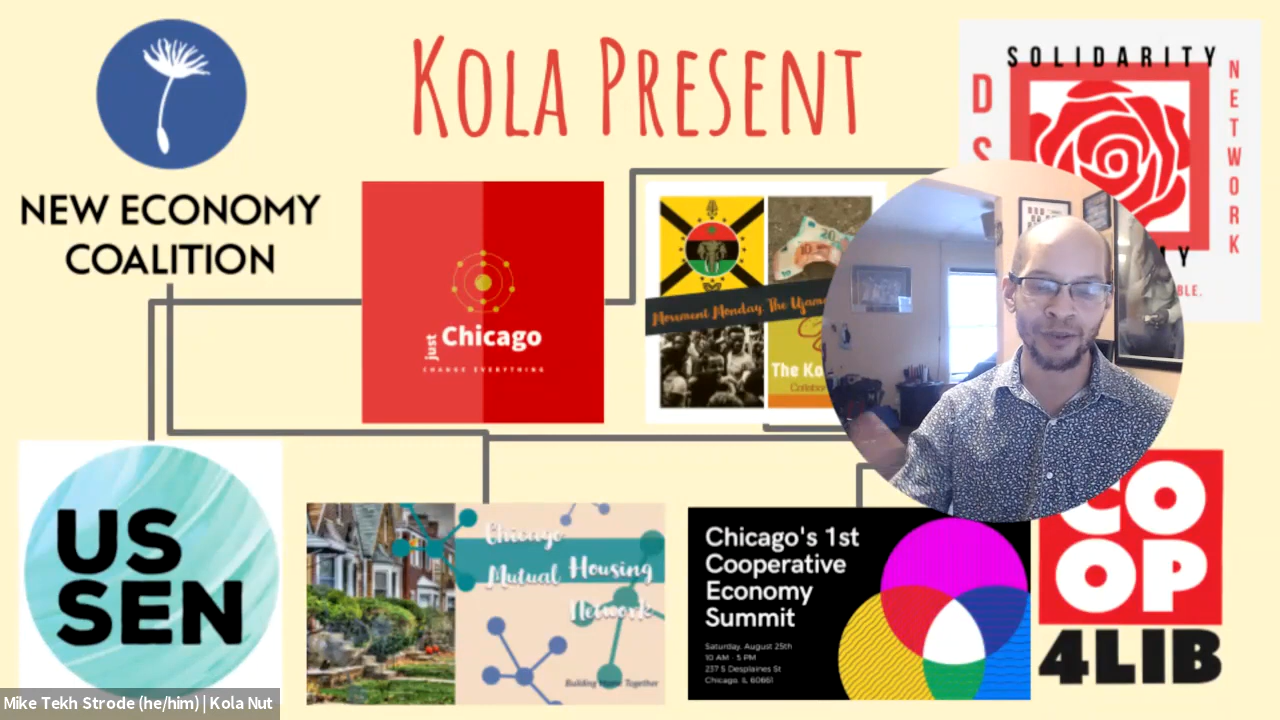 KOLA PRESENT
NEW ECONOMY
COALITION
SOLIDARITY
D
S
NETWORK
just Chicago
CHANGE EVERYTHING
Movement Monday. The
The
US
SEN
Chicago
Mutual Housing
Network
Building Home Together
Chicago's 1st
Cooperative
Economy
Summit
Saturday. August 25th
10 AM - 5 PM
237 S Desplaines St
Chicago. IL 60661
CO
OP
4LIB
Mike Tekh Strode (he/him) | Kola Nut